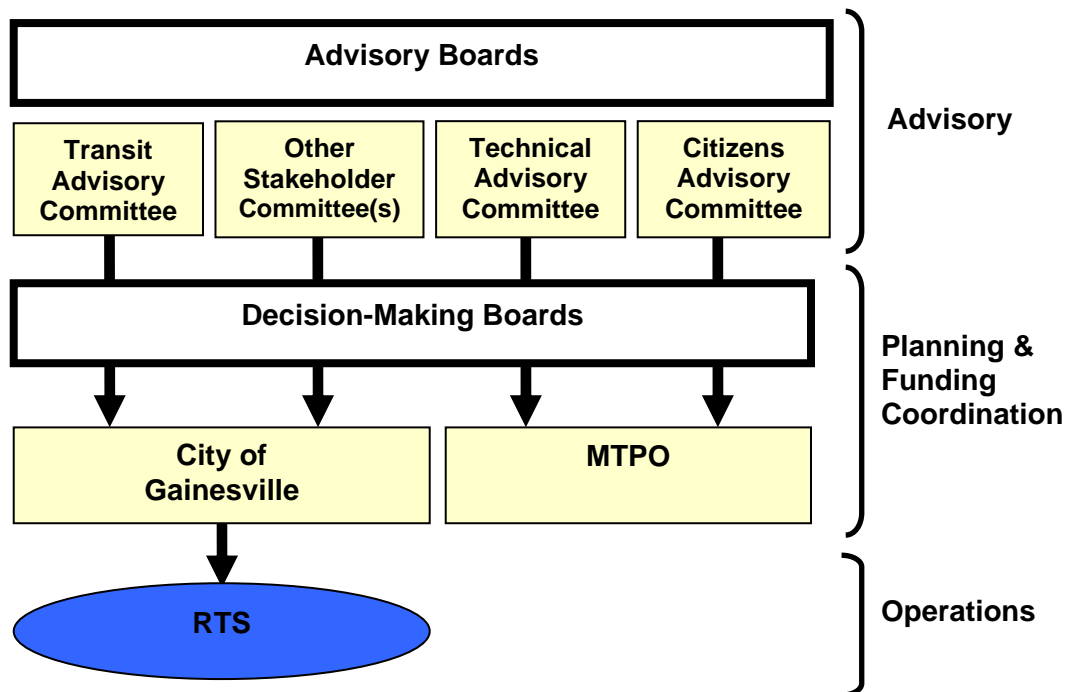 Advisory Boards
Advisory
Transit
Advisory
Committee
Other
Stakeholder
Committee(s)
Technical
Advisory
Committee
Citizens
Advisory
Committee
Decision-Making Boards
Planning &
Funding
Coordination
City of
Gainesville
MTPO
RTS
Operations